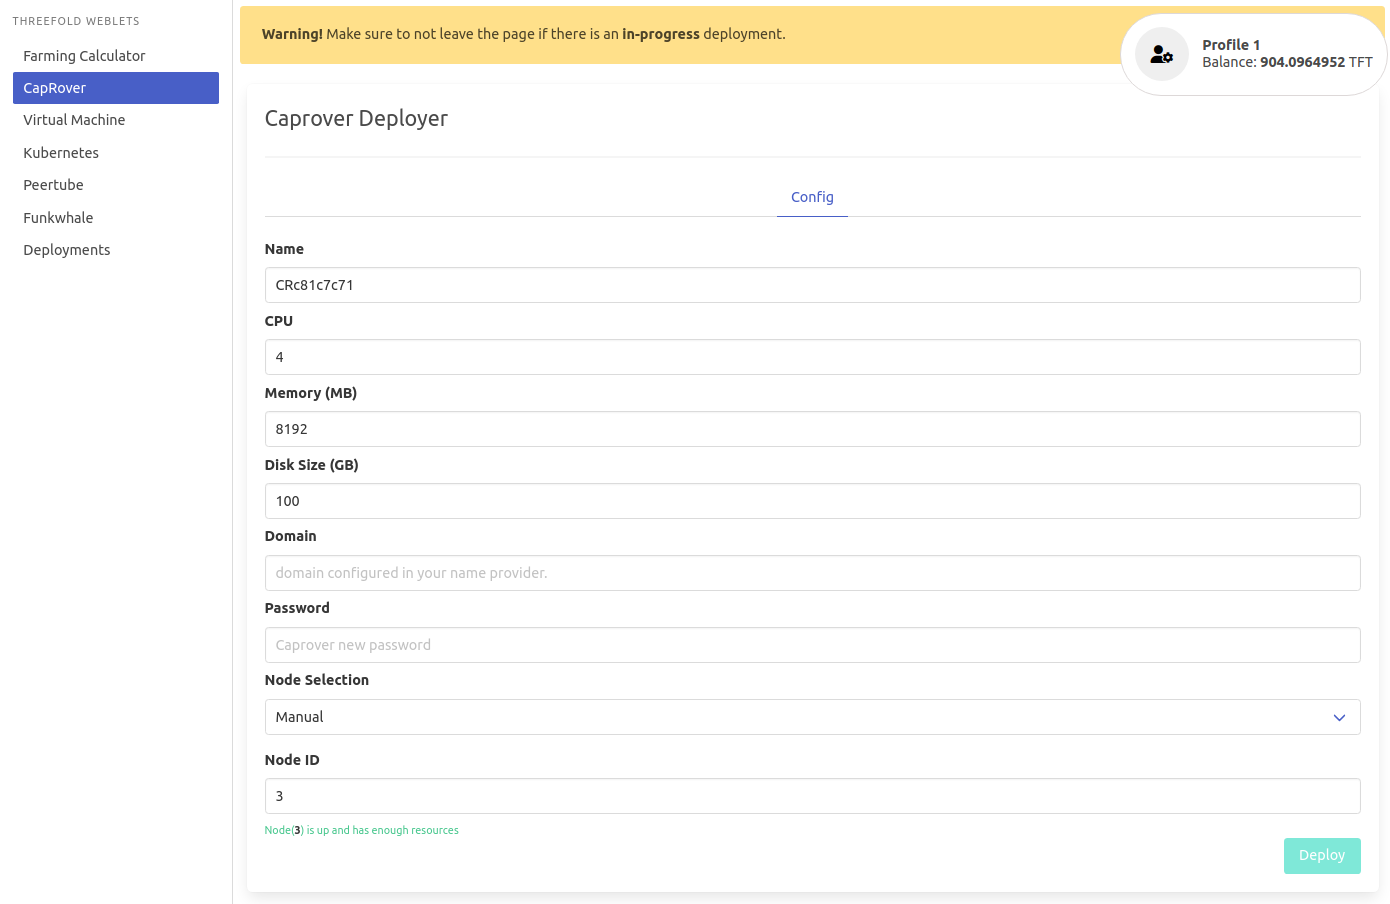 THREEFOLD WEBLETS
Farming Calculator
CapRover
Virtual Machine
Kubernetes
Peertube
Funkwhale
Deployments
Warning! Make sure to not leave the page if there is an in-progress deployment.
Profile 1
Balance: 904.0964952 TFT
Caprover Deployer
Config
Name
CRc81c7c71
CPU
4
Memory (MB)
8192
Disk Size (GB)
100
Domain
domain configured in your name provider.
Password
Caprover new password
Node Selection
Manual
Node ID
3
Node(3) is up and has enough resources
Deploy